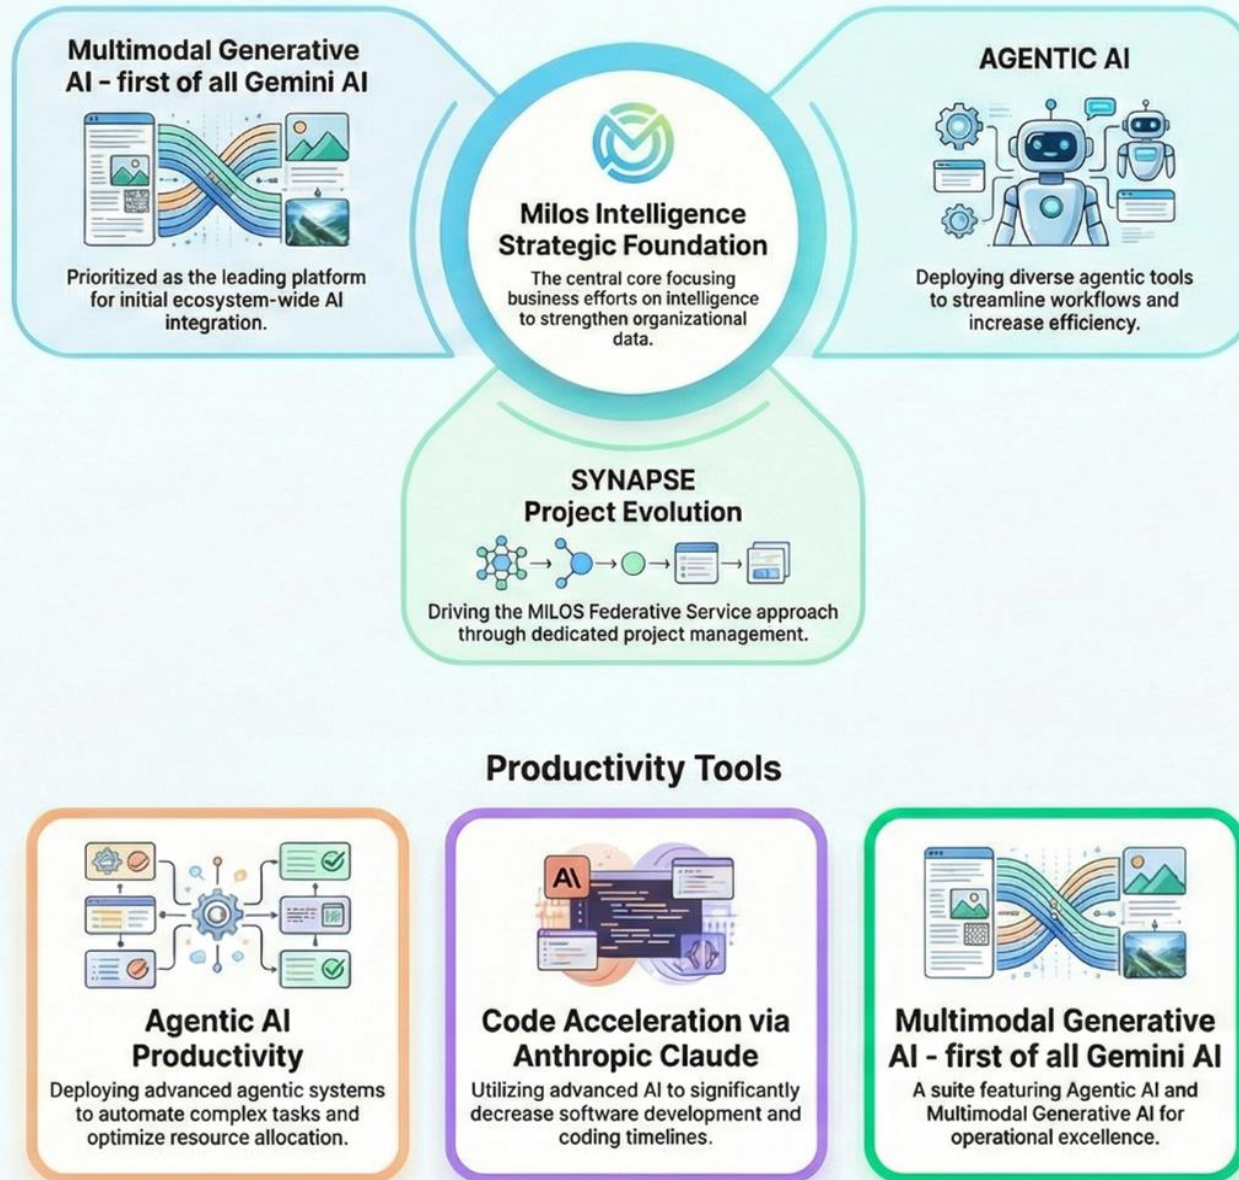 Multimodal Generative
AI – first of all Gemini AI
Prioritized as the leading platform
for initial ecosystem-wide AI
integration.
Milos Intelligence
Strategic Foundation
The central core focusing
business efforts on intelligence
to strengthen organizational
data.
AGENTIC AI
Deploying diverse agentic tools
to streamline workflows and
increase efficiency.
SYNAPSE
Project Evolution
Driving the MILOS Federative Service approach
through dedicated project management.
Productivity Tools
Agentic AI
Productivity
Deploying advanced agentic systems
to automate complex tasks and
optimize resource allocation.
A\
Code Acceleration via
Anthropic Claude
Utilizing advanced AI to significantly
decrease software development and
coding timelines.
Multimodal Generative
AI - first of all Gemini AI
A suite featuring Agentic AI and
Multimodal Generative AI for
operational excellence.